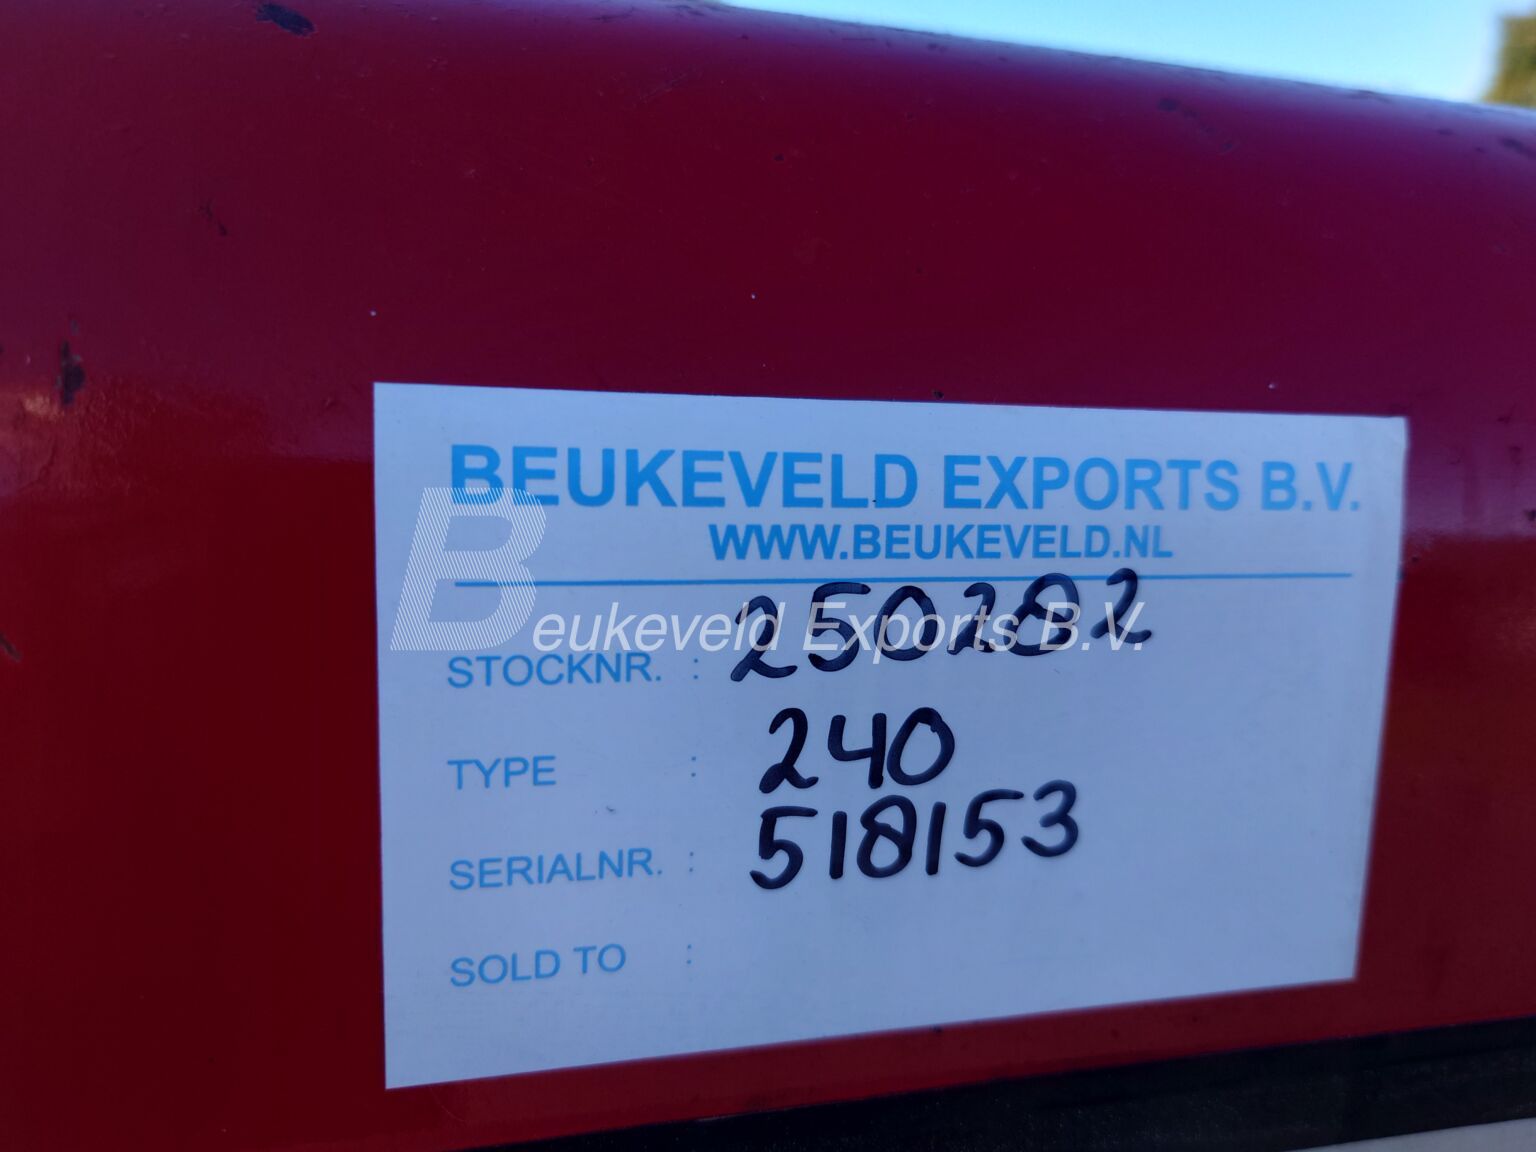 BEUKEVELD EXPORTS B.V.
WWW.BEUKEVELD.NL
Beukeveld Exports B.V.
STOCKNR. : 250282
TYPE : 240
SERIALNR. : 518153
SOLD TO :